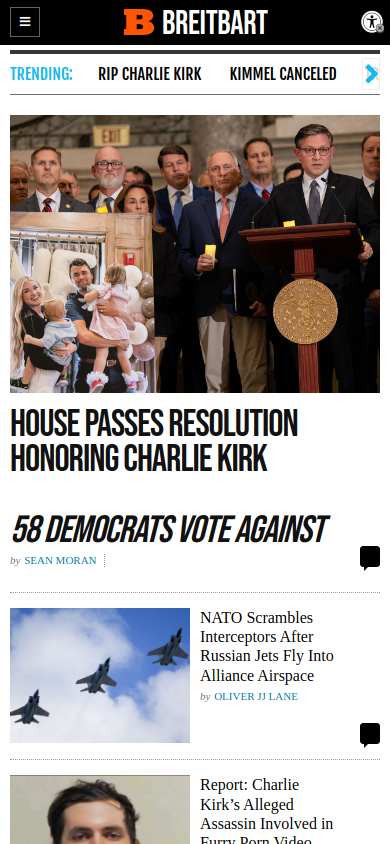 BREITBART
TRENDING:
RIP CHARLIE KIRK
KIMMEL CANCELED
EXIT
HOUSE PASSES RESOLUTION
HONORING CHARLIE KIRK
58 DEMOCRATS VOTE AGAINST
by SEAN MORAN
NATO Scrambles
Interceptors After
Russian Jets Fly Into
Alliance Airspace
by OLIVER JJ LANE
Report: Charlie
Kirk’s Alleged
Assassin Involved in
Furry Porn Video